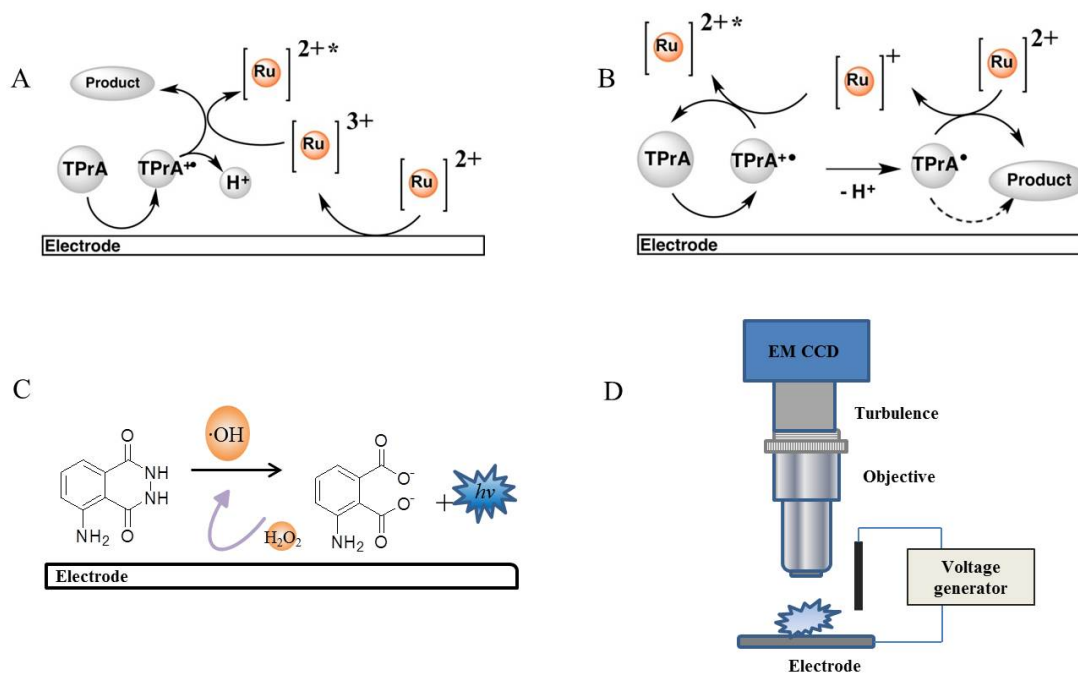 A
Product
[Ru]2+*
TPrA
TPrA+•
H+
[Ru]3+
[Ru]2+
Electrode
B
[Ru]2+*
[Ru]+
[Ru]2+
TPrA
TPrA+•
- H+
TPrA•
Product
Electrode
C
O
NH
NH
O
NH2
·OH
H2O2
O
O-
O-
O
NH2
+
hv
Electrode
D
EM CCD
Turbulence
Objective
Voltage
generator
Electrode